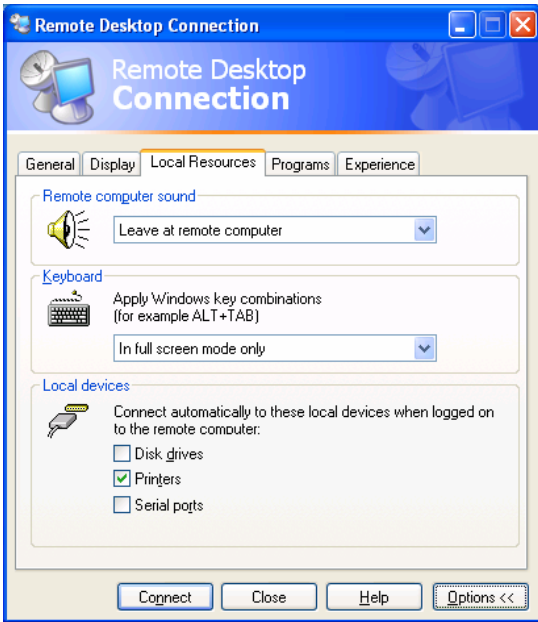 Remote Desktop Connection
Remote Desktop
Connection
General Display Local Resources Programs Experience
Remote computer sound
Leave at remote computer
Keyboard
Apply Windows key combinations
(for example ALT+TAB)
In full screen mode only
Local devices
Connect automatically to these local devices when logged on
to the remote computer:
Disk drives
Printers
Serial ports
Connect Close Help Options <<